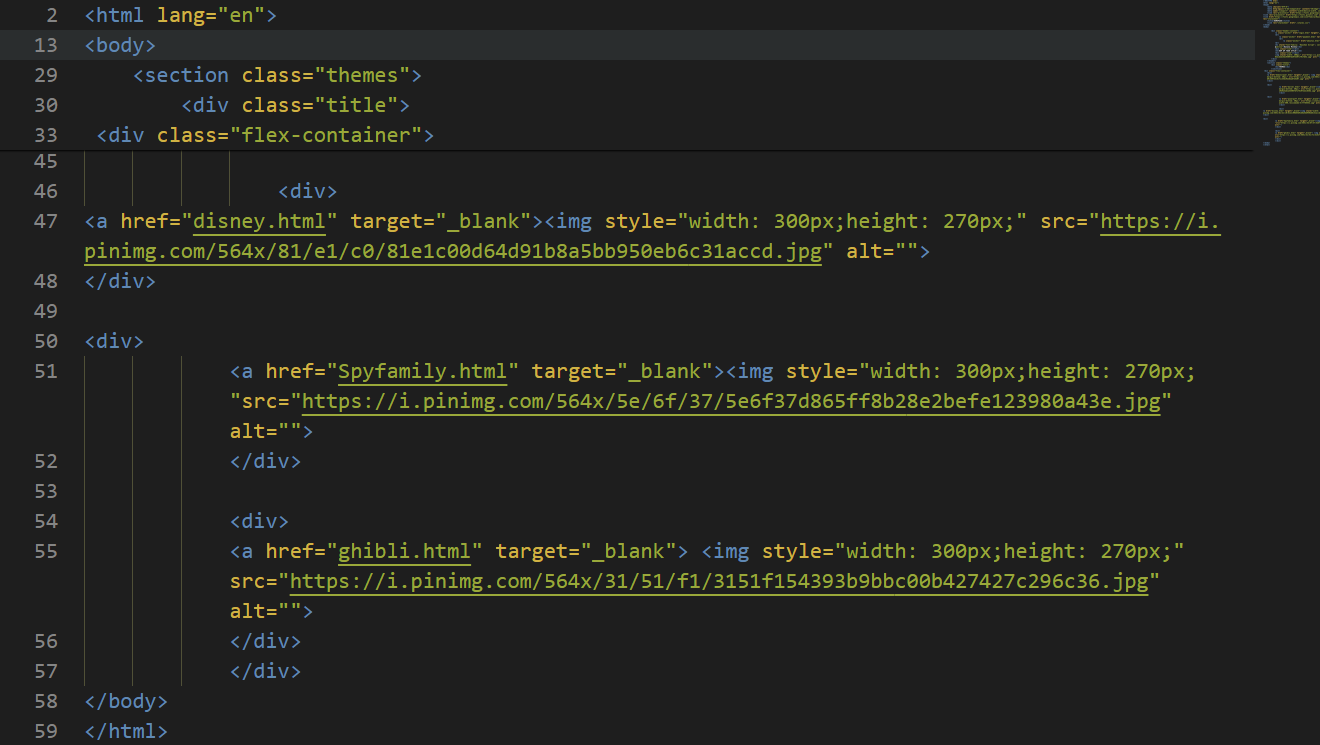 2 <html lang="en">
13 <body>
29 <section class="themes">
30 <div class="title">
33 <div class="flex-container">
45
46 <div>
47 <a href="disney.html" target="_blank"><img style="width: 300px;height: 270px;" src="https://i.
pinimg.com/564x/81/e1/c0/81e1c00d64d91b8a5bb950eb6c31accd.jpg" alt="">
48 </div>
49
50 <div>
51 <a href="Spyfamily.html" target="_blank"><img style="width: 300px;height: 270px;
"src="https://i.pinimg.com/564x/5e/6f/37/5e6f37d865ff8b28e2befe123980a43e.jpg"
alt="">
52 </div>
53
54 <div>
55 <a href="ghibli.html" target="_blank"> <img style="width: 300px;height: 270px;"
src="https://i.pinimg.com/564x/31/51/f1/3151f154393b9bbc00b427427c296c36.jpg"
alt="">
56 </div>
57 </div>
58 </body>
59 </html>